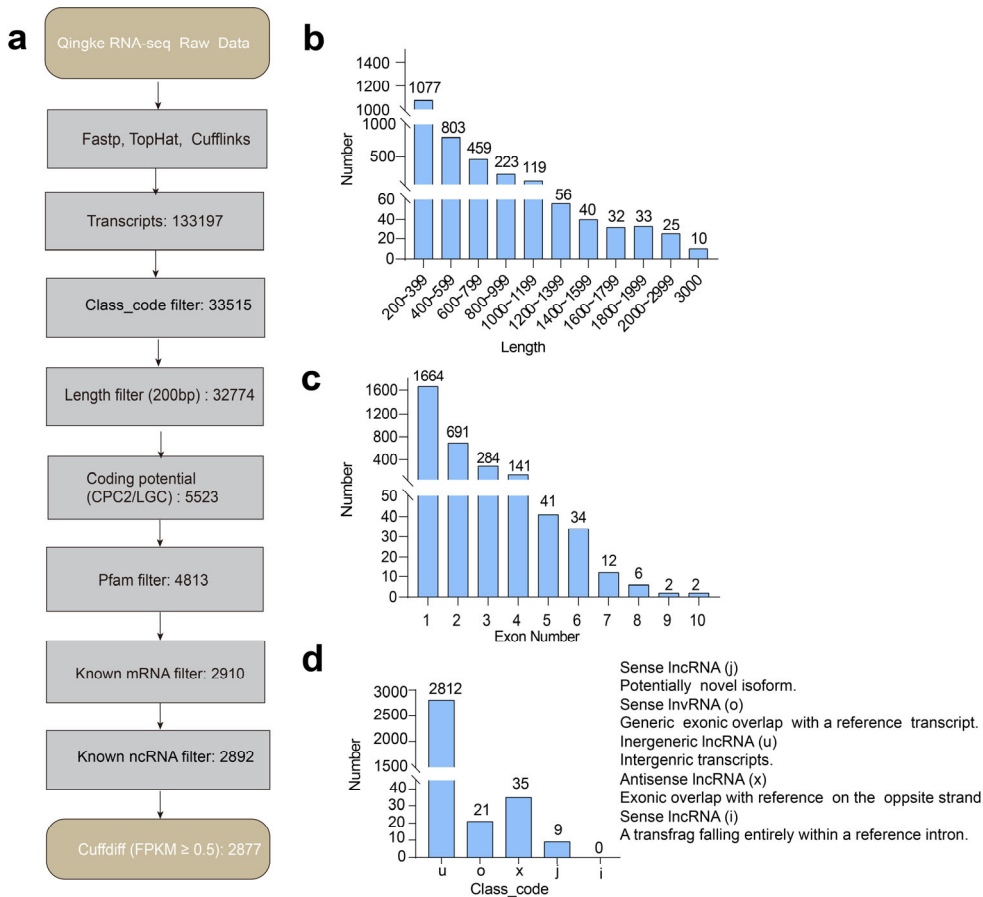 a
Qingke RNA-seq Raw Data
Fastp, TopHat, Cufflinks
Transcripts: 133197
Class_code filter: 33515
Length filter (200bp) : 32774
Coding potential
(CPC2/LGC) : 5523
Pfam filter: 4813
Known mRNA filter: 2910
Known ncRNA filter: 2892
Cuffdiff (FPKM ≥ 0.5): 2877
b
Number
1400
1200
1000
1000
500
60
40
20
0
1077
803
459
223
119
56
40
32
33
25
10
200~399
400~599
600~799
800~999
1000~1199
1200~1399
1400~1599
1600~1799
1800~1999
2000~2999
3000
Length
c
Number
1600
1200
800
400
50
40
30
20
10
0
1664
691
284
141
41
34
12
6
2
2
1 2 3 4 5 6 7 8 9 10
Exon Number
d
Number
3000
2500
2000
1500
40
30
20
10
0
2812
21
35
9
0
u o x j i
Class_code
Sense lncRNA (j)
Potentially novel isoform.
Sense lnvRNA (o)
Generic exonic overlap with a reference transcript.
Inergeneric lncRNA (u)
Intergenric transcripts.
Antisense lncRNA (x)
Exonic overlap with reference on the oppsite strand
Sense lncRNA (i)
A transfrag falling entirely within a reference intron.